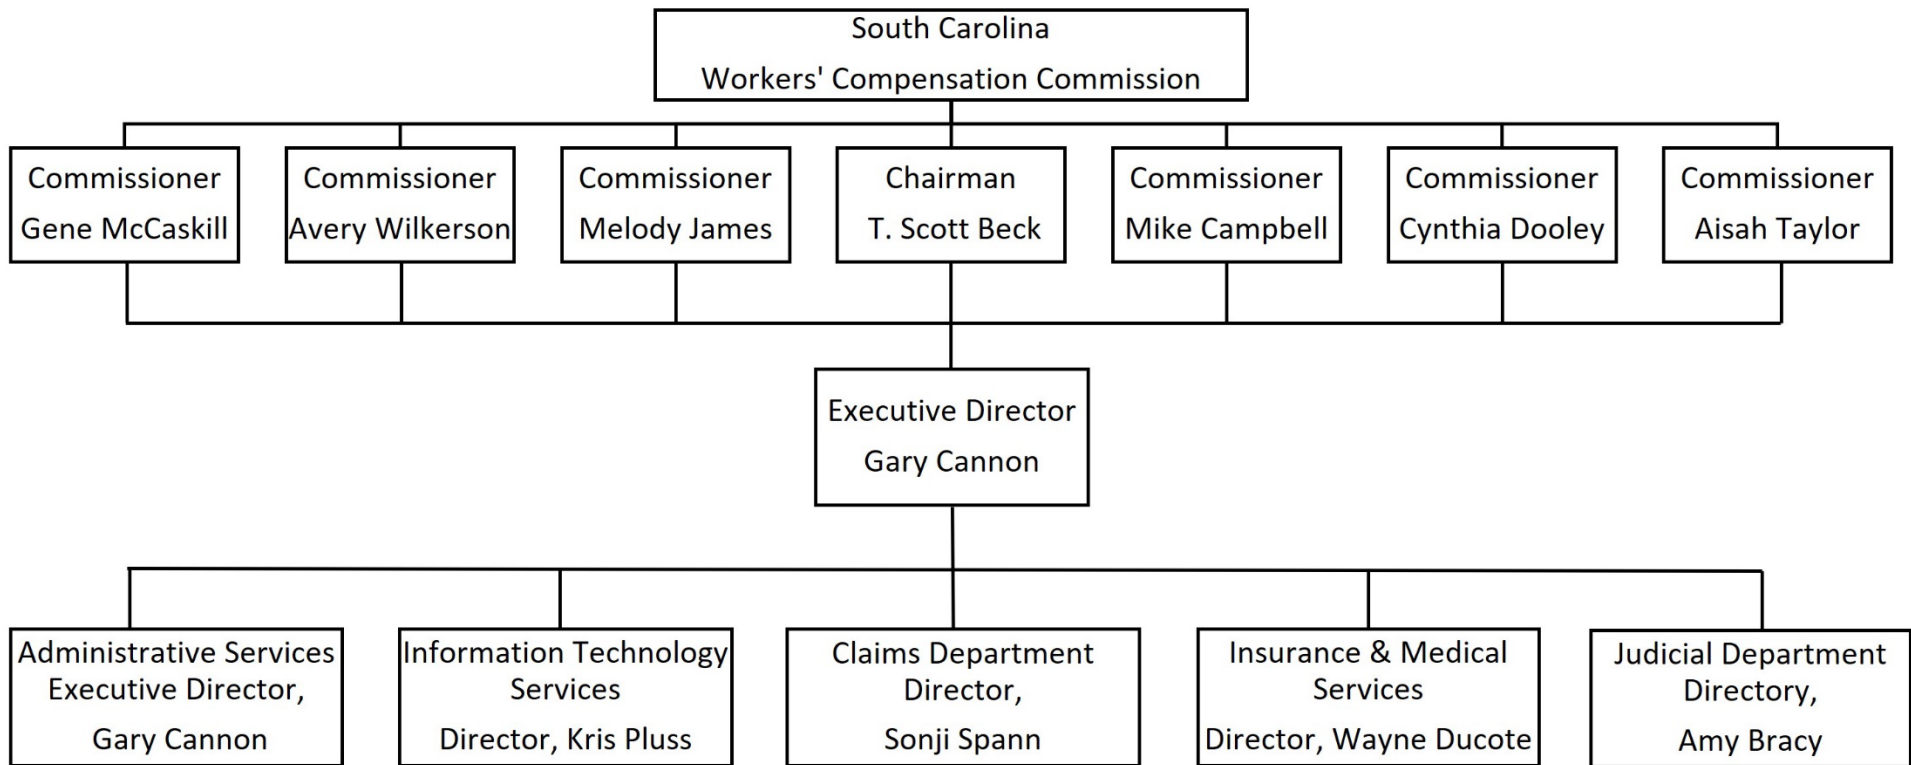 South Carolina
Workers' Compensation Commission
Commissioner
Gene McCaskill
Commissioner
Avery Wilkerson
Commissioner
Melody James
Chairman
T. Scott Beck
Commissioner
Mike Campbell
Commissioner
Cynthia Dooley
Commissioner
Aisah Taylor
Executive Director
Gary Cannon
Administrative Services
Executive Director,
Gary Cannon
Information Technology
Services
Director, Kris Pluss
Claims Department
Director,
Sonji Spann
Insurance & Medical
Services
Director, Wayne Ducote
Judicial Department
Directory,
Amy Bracy